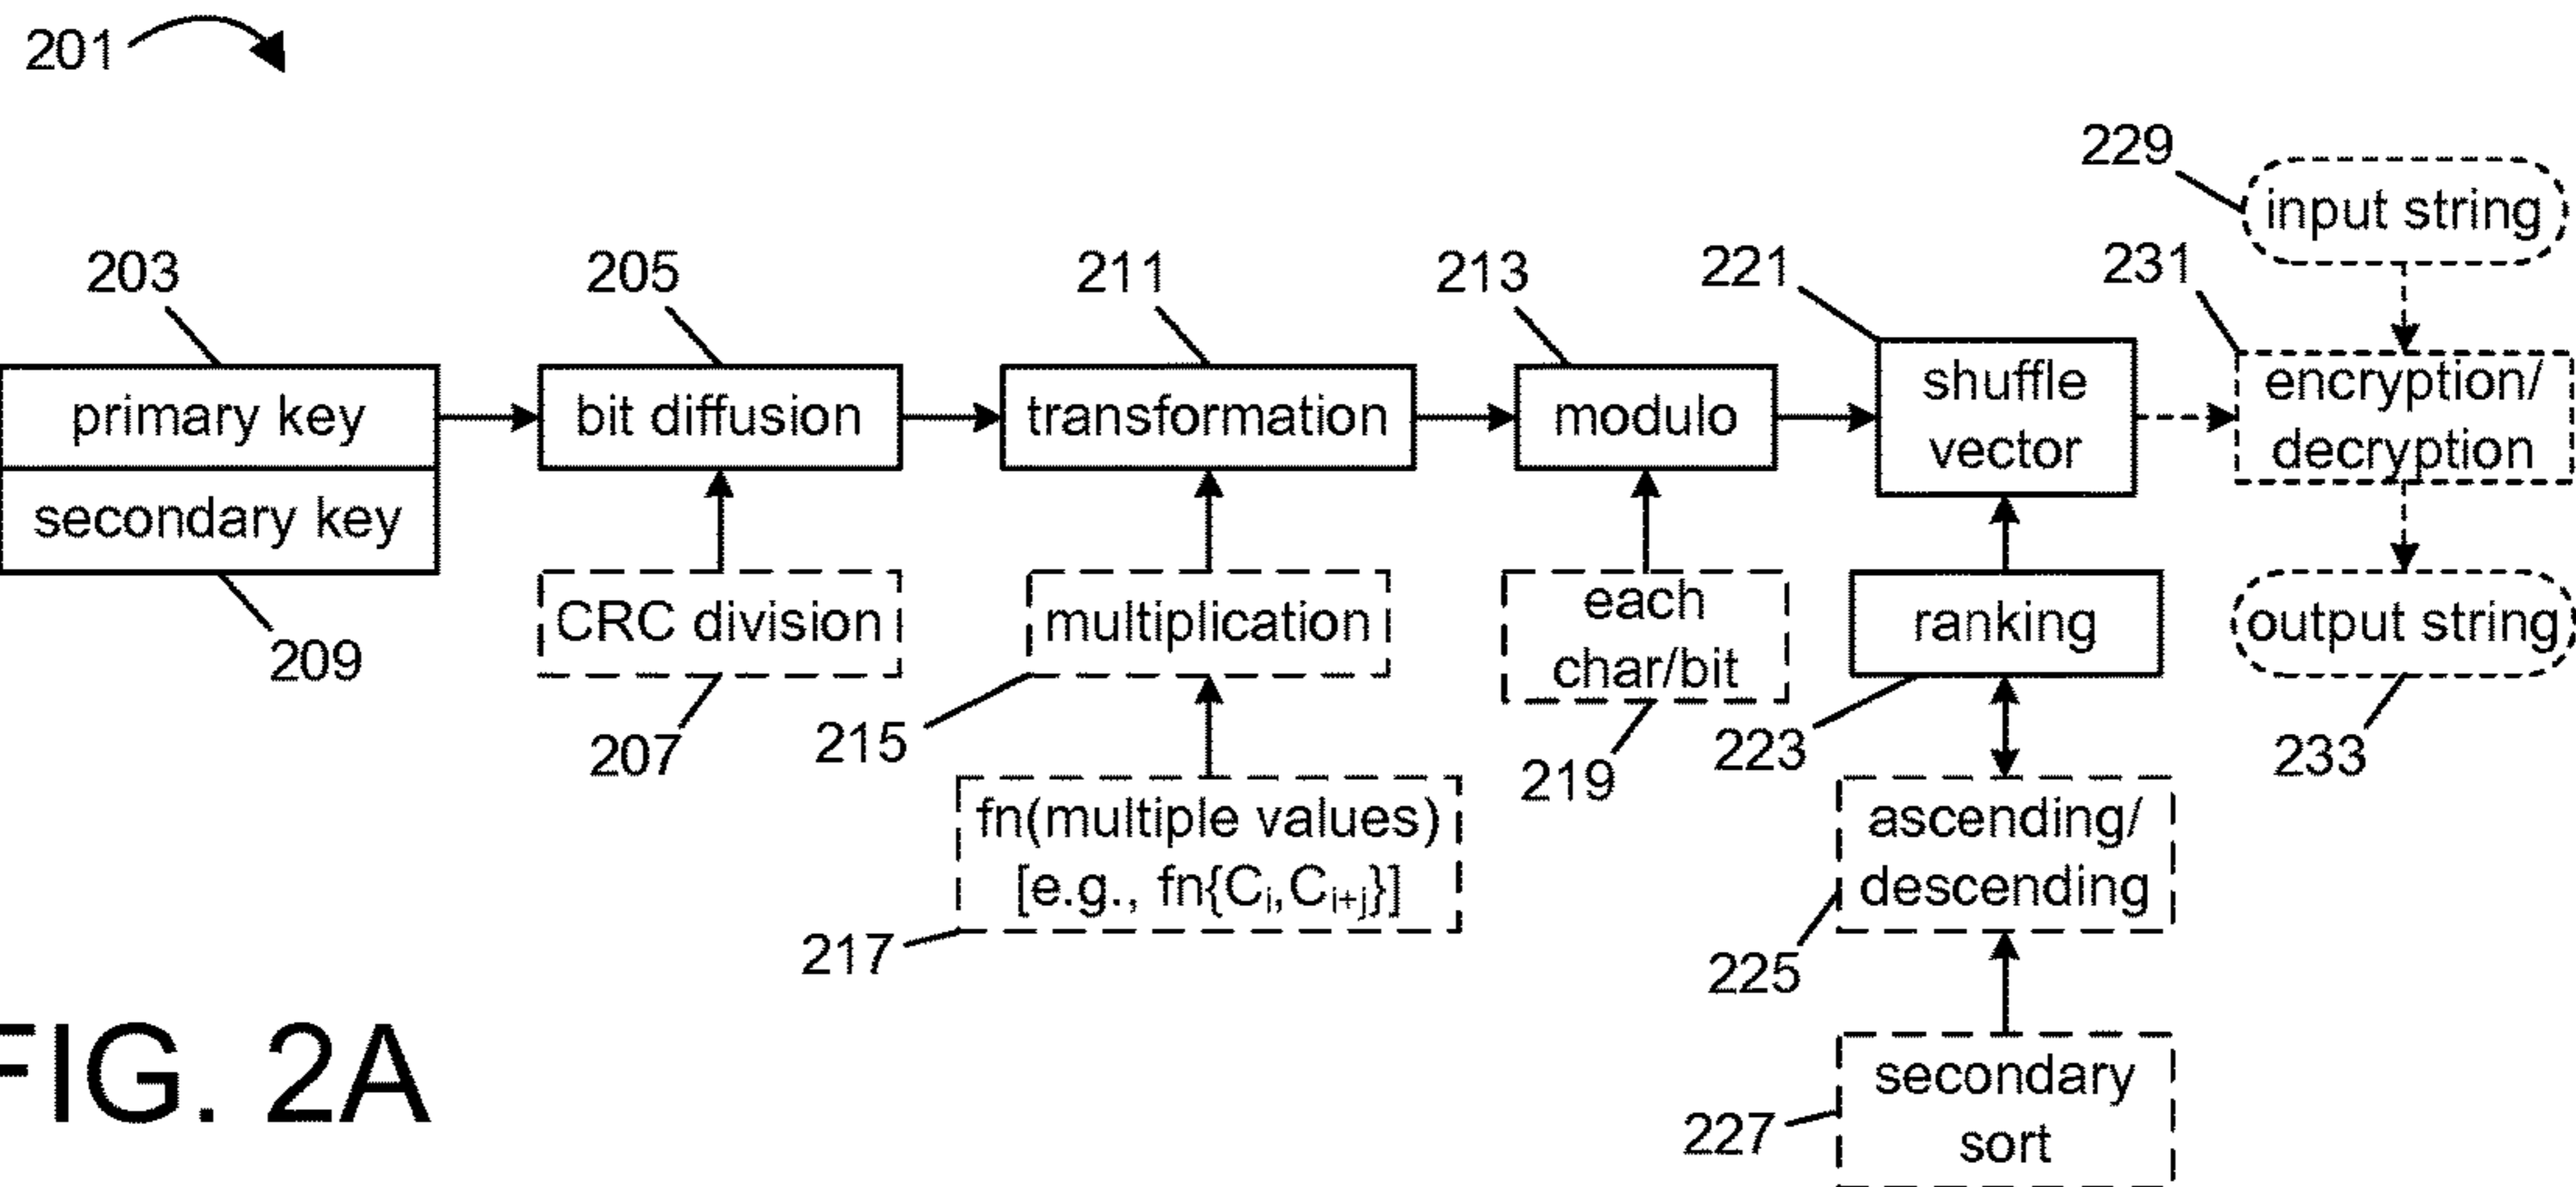 201
229
input string
203
205
211
213
221
231
primary key
bit diffusion
transformation
modulo
shuffle
vector
encryption/
decryption
secondary key
209
CRC division
207
multiplication
215
each
char/bit
219
ranking
223
output string
233
fn(multiple values)
[e.g., fn{Ci,Ci+j}]
217
ascending/
descending
225
secondary
sort
227
FIG. 2A